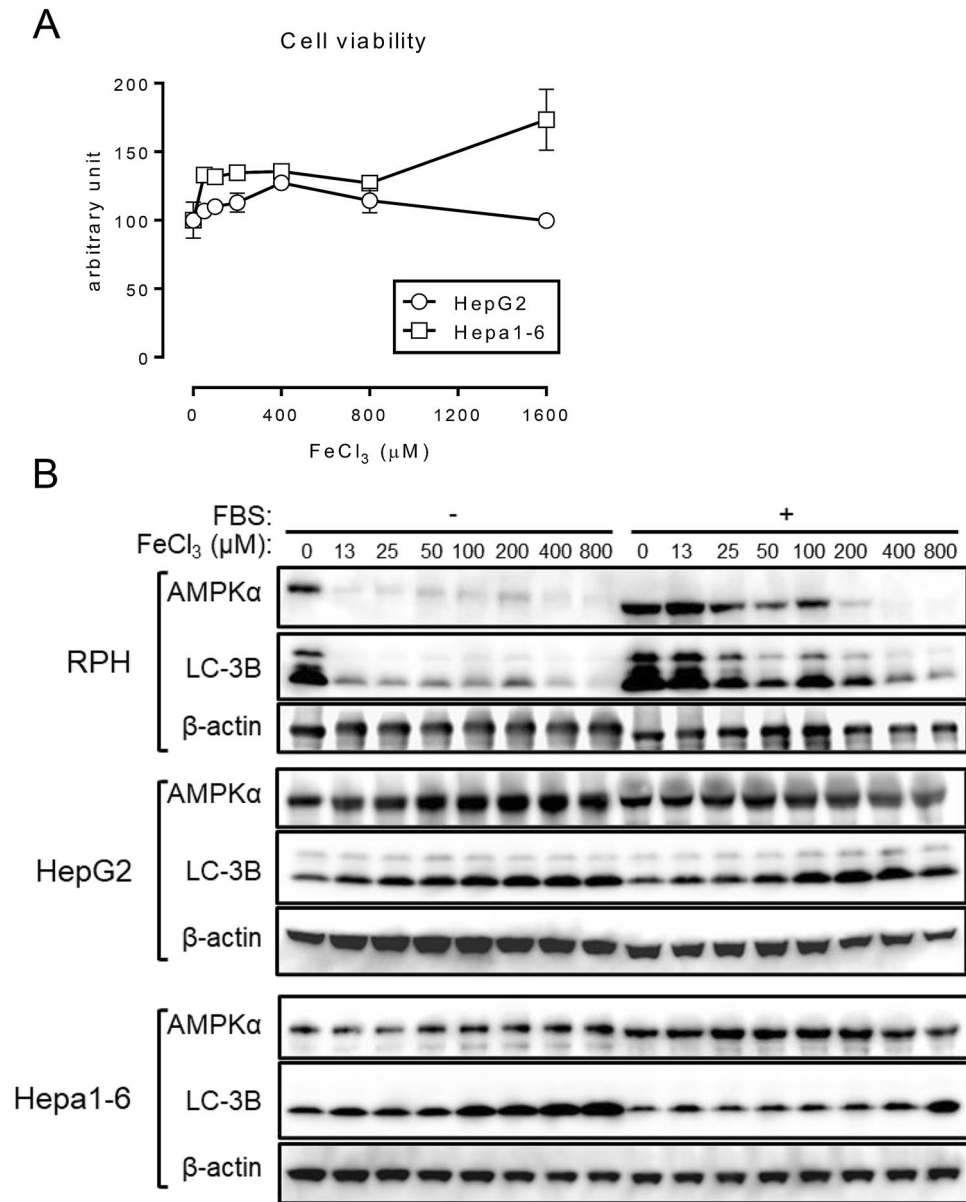 A
Cell viability
200
150
100
50
0
arbitrary unit
HepG2
Hepa1-6
0 400 800 1200 1600
FeCl₃ (μM)
B
FBS: - +
FeCl₃ (μM): 0 13 25 50 100 200 400 800 0 13 25 50 100 200 400 800
RPH
AMPKα
LC-3B
β-actin
HepG2
AMPKα
LC-3B
β-actin
Hepa1-6
AMPKα
LC-3B
β-actin